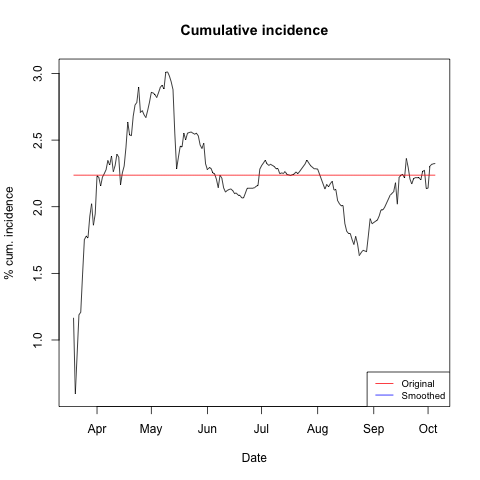 Cumulative incidence
% cum. incidence
3.0
2.5
2.0
1.5
1.0
Original
Smoothed
Apr May Jun Jul Aug Sep Oct
Date